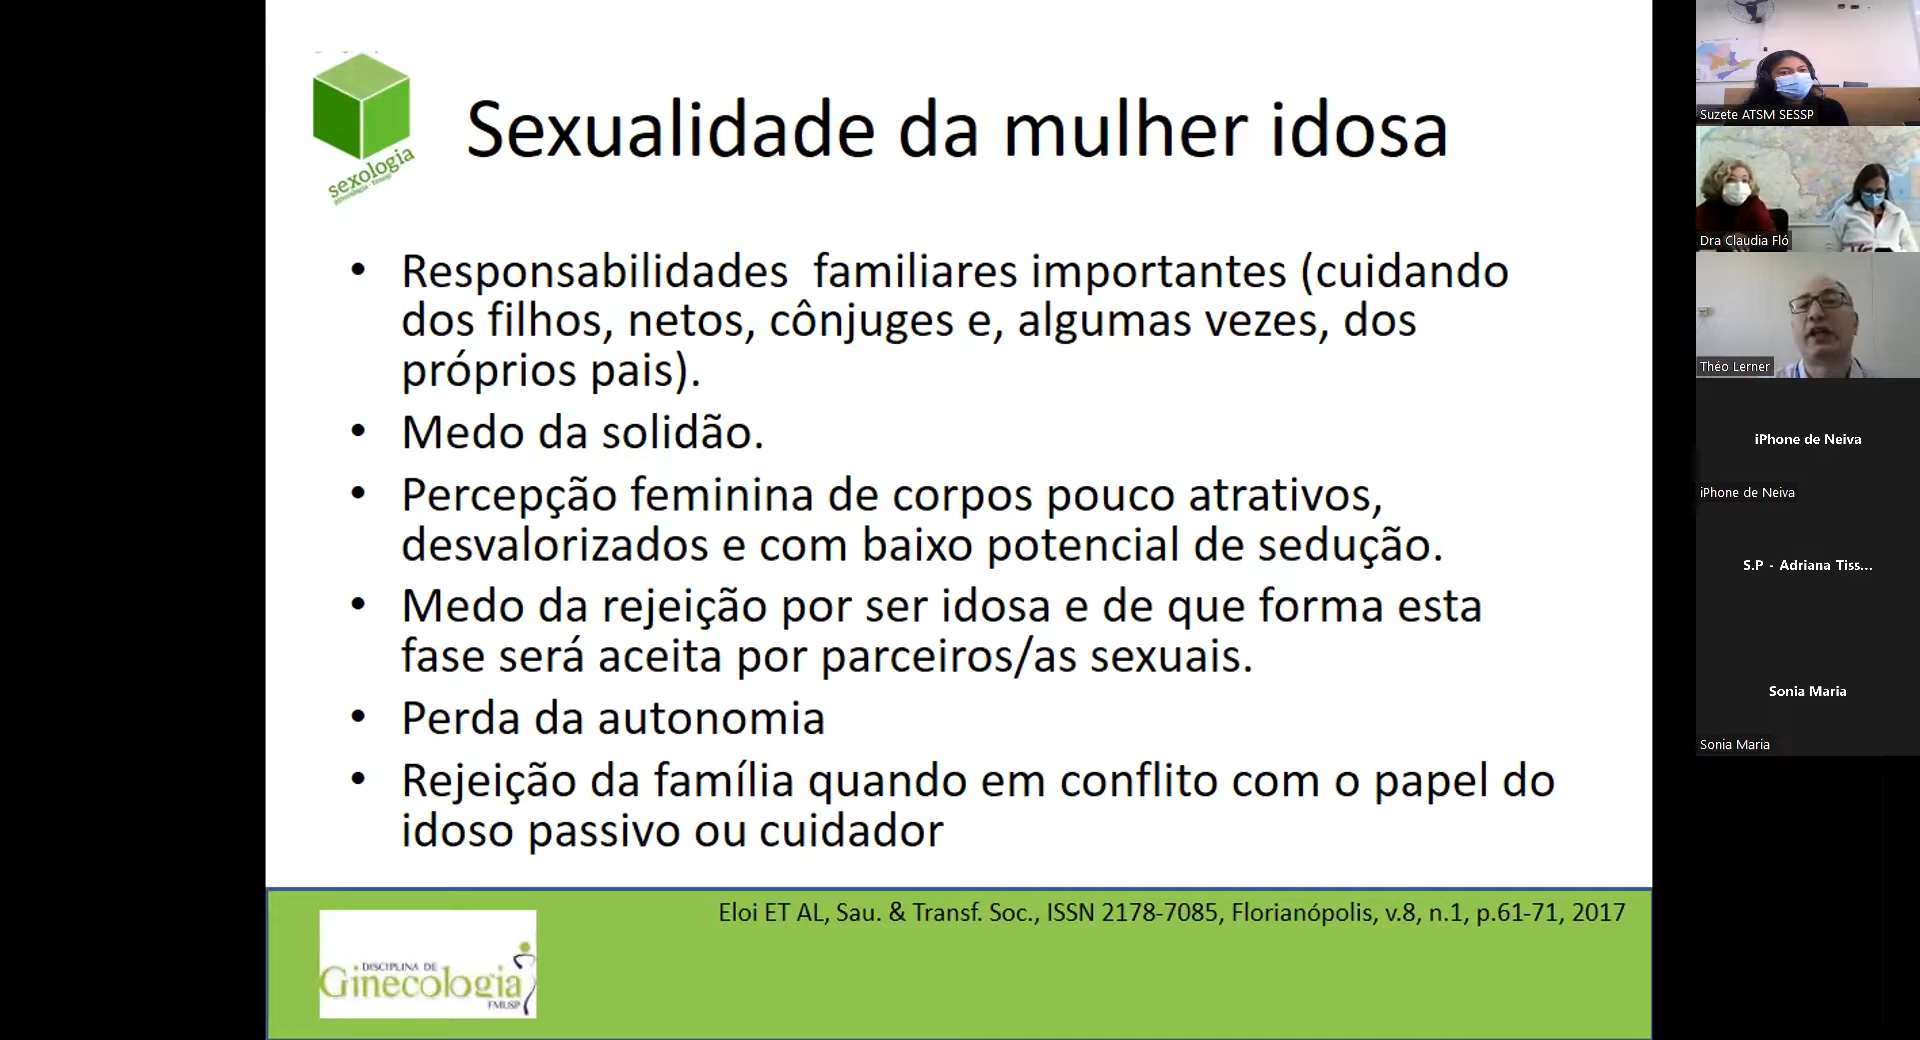 sexologia
Sexualidade da mulher idosa
• Responsabilidades familiares importantes (cuidando
dos filhos, netos, cônjuges e, algumas vezes, dos
próprios pais).
• Medo da solidão.
• Percepção feminina de corpos pouco atrativos,
desvalorizados e com baixo potencial de sedução.
• Medo da rejeição por ser idosa e de que forma esta
fase será aceita por parceiros/as sexuais.
• Perda da autonomia
• Rejeição da família quando em conflito com o papel do
idoso passivo ou cuidador
Eloi ET AL, Sau. & Transf. Soc., ISSN 2178-7085, Florianópolis, v.8, n.1, p.61-71, 2017
DISCIPLINA DE
Ginecologia
FMUSP
Suzete ATSM SESSP
Dra Claudia Fló
Théo Lerner
iPhone de Neiva
iPhone de Neiva
S.P - Adriana Tiss...
Sonia Maria
Sonia Maria